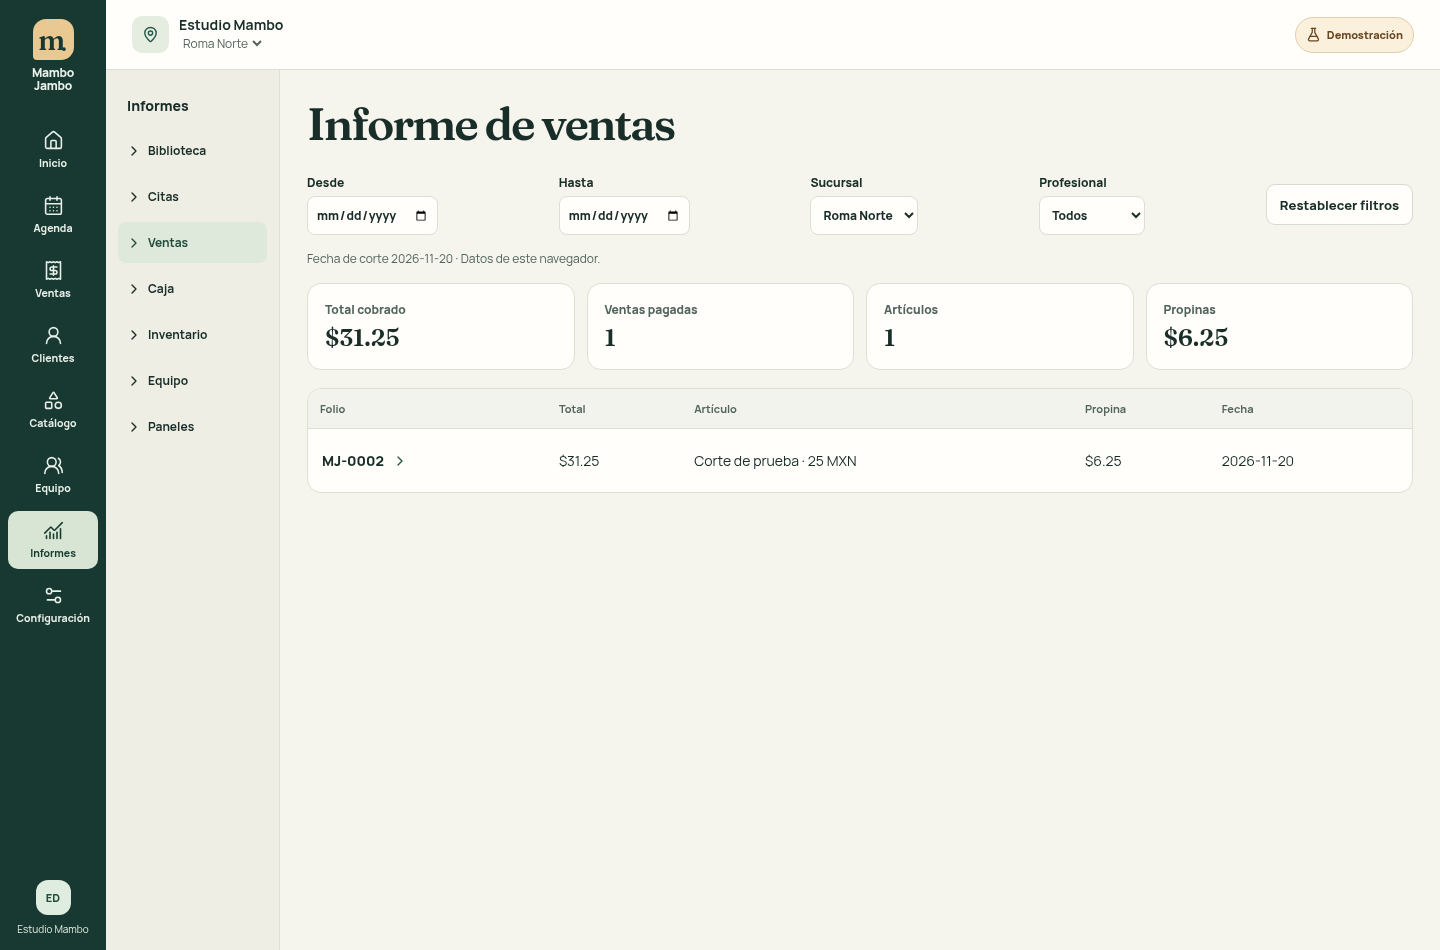 m.
Mambo
Jambo
Inicio
Agenda
Ventas
Clientes
Catálogo
Equipo
Informes
Configuración
ED
Estudio Mambo
Estudio Mambo
Roma Norte
Demostración
Informes
Biblioteca
Citas
Ventas
Caja
Inventario
Equipo
Paneles
Informe de ventas
Desde Hasta Sucursal Profesional
mm/dd/yyyy mm/dd/yyyy Roma Norte Todos Restablecer filtros
Fecha de corte 2026-11-20 · Datos de este navegador.
Total cobrado Ventas pagadas Artículos Propinas
$31.25 1 1 $6.25
Folio Total Artículo Propina Fecha
MJ-0002 $31.25 Corte de prueba · 25 MXN $6.25 2026-11-20